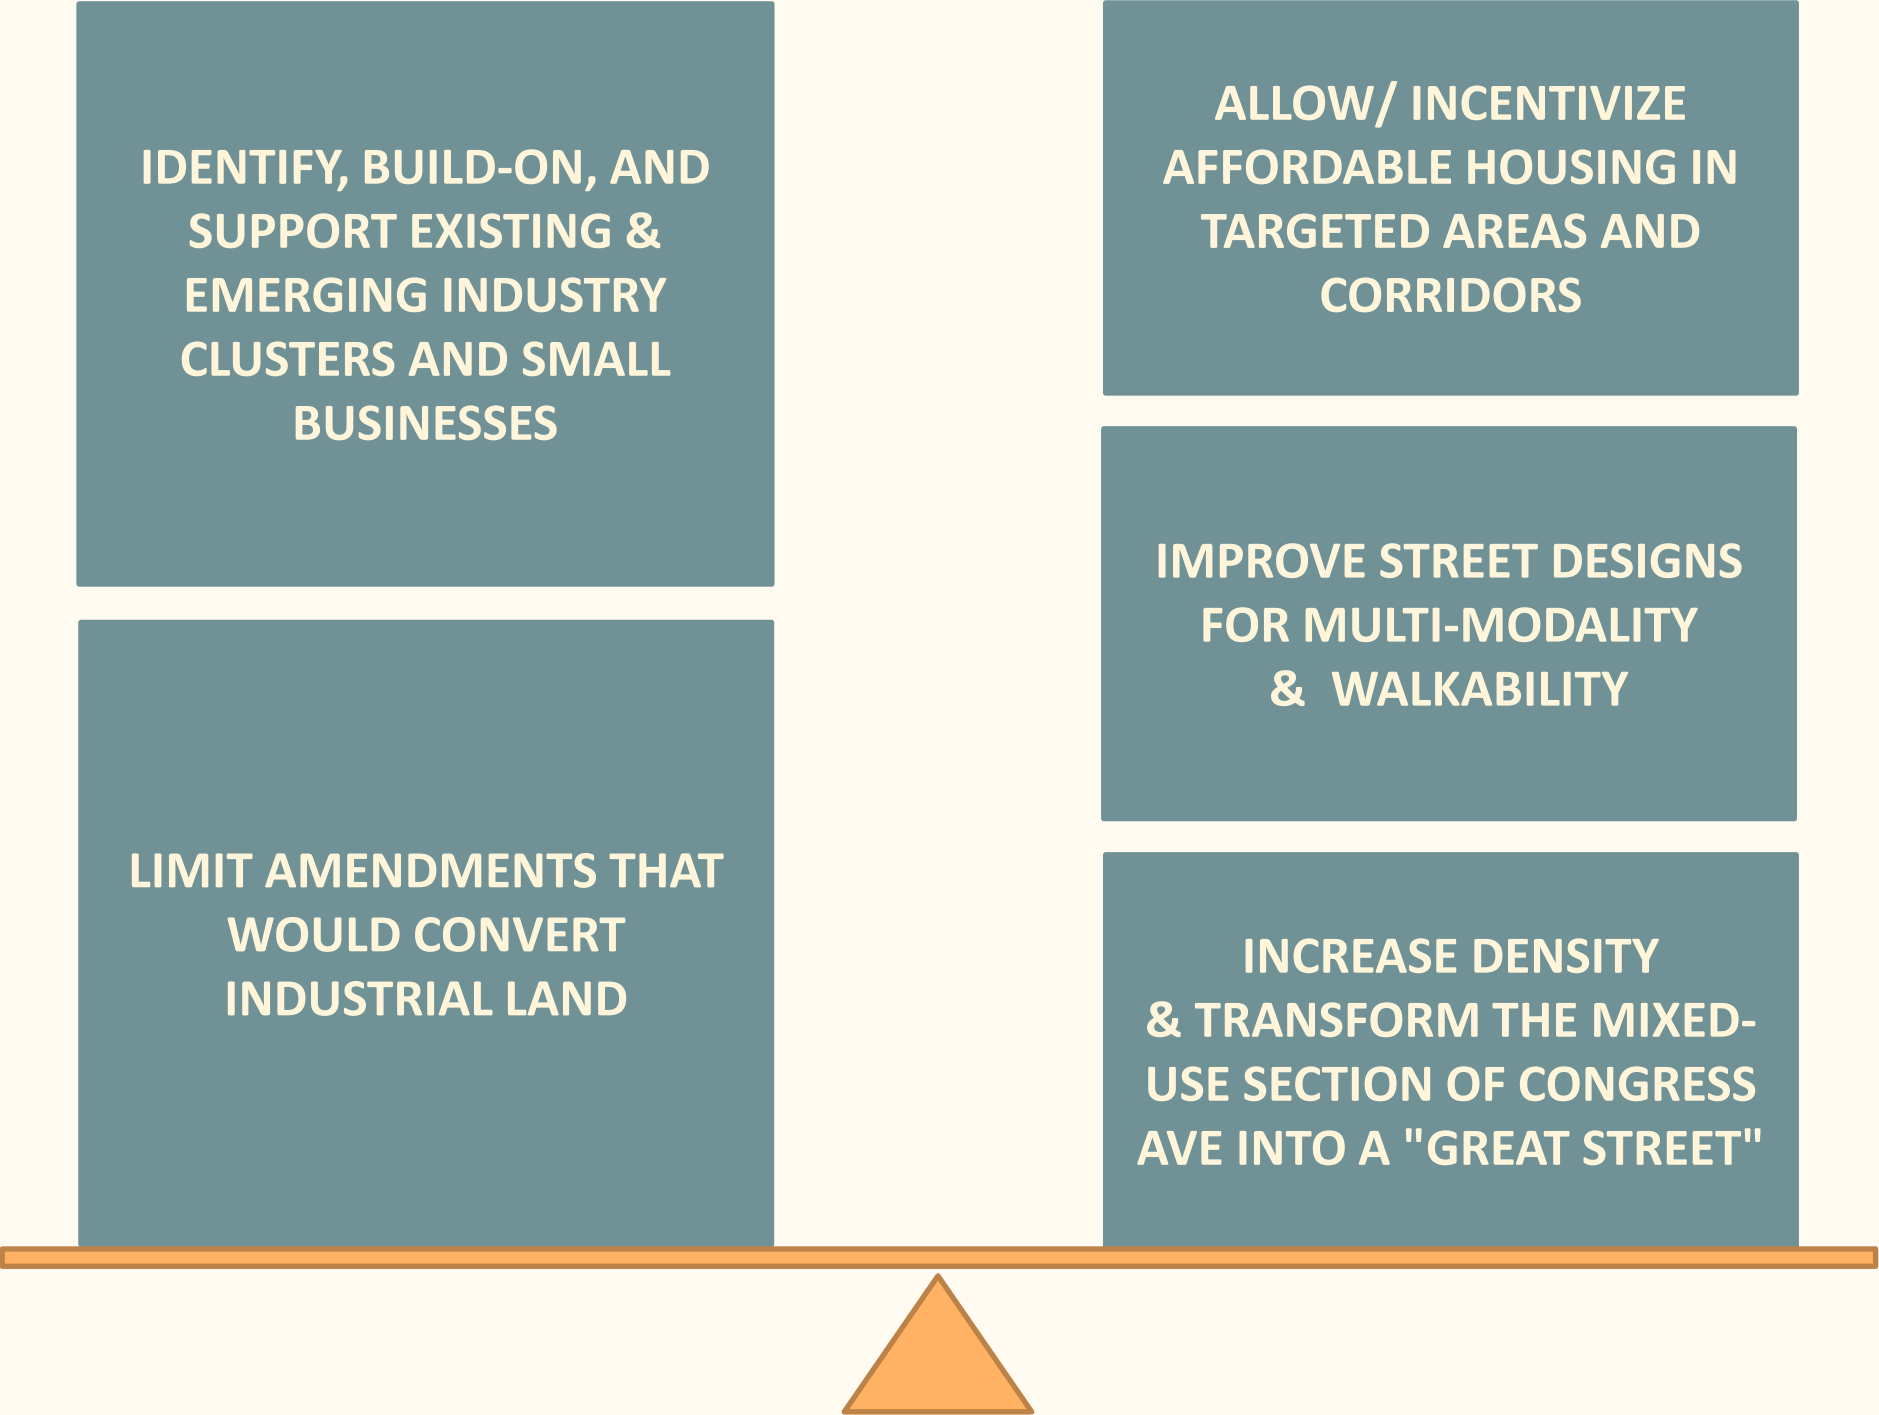 IDENTIFY, BUILD-ON, AND
SUPPORT EXISTING &
EMERGING INDUSTRY
CLUSTERS AND SMALL
BUSINESSES
LIMIT AMENDMENTS THAT
WOULD CONVERT
INDUSTRIAL LAND
ALLOW/ INCENTIVIZE
AFFORDABLE HOUSING IN
TARGETED AREAS AND
CORRIDORS
IMPROVE STREET DESIGNS
FOR MULTI-MODALITY
& WALKABILITY
INCREASE DENSITY
& TRANSFORM THE MIXED-
USE SECTION OF CONGRESS
AVE INTO A "GREAT STREET"